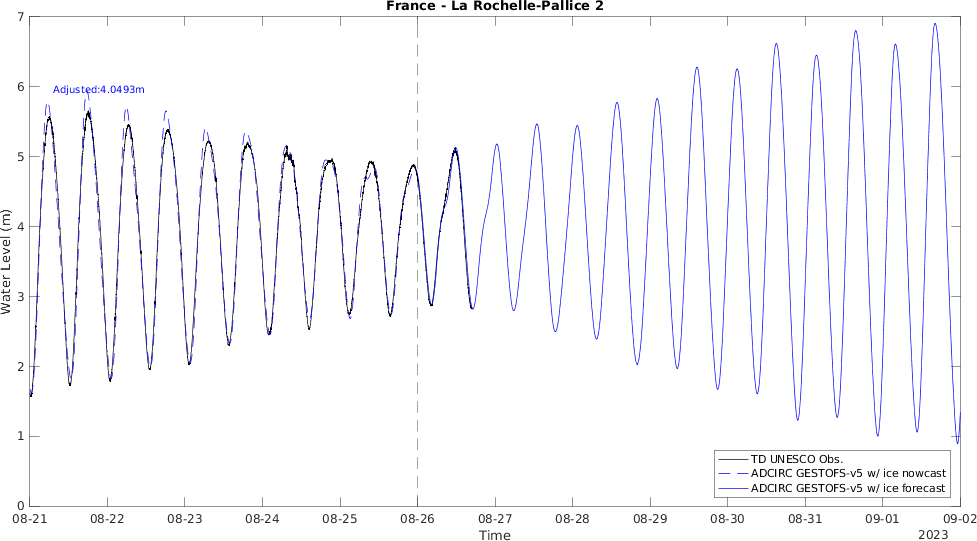 France - La Rochelle-Pallice 2
7
6
5
4
3
2
1
0
Water Level (m)
Adjusted:4.0493m
TD UNESCO Obs.
ADCIRC GESTOFS-v5 w/ ice nowcast
ADCIRC GESTOFS-v5 w/ ice forecast
08-21 08-22 08-23 08-24 08-25 08-26 08-27 08-28 08-29 08-30 08-31 09-01 09-02
Time
2023